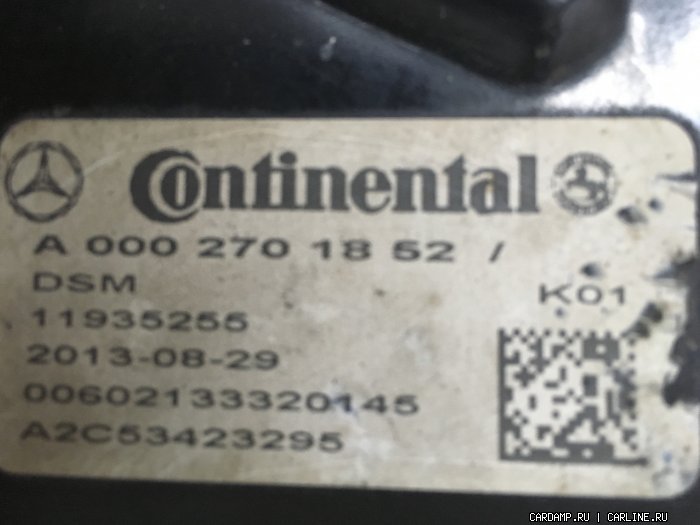 Continental
A 000 270 18 52 /
DSM
K01
11935255
2013-08-29
00602133320145
A2C53423295
CARDAMP.RU | CARLINE.RU